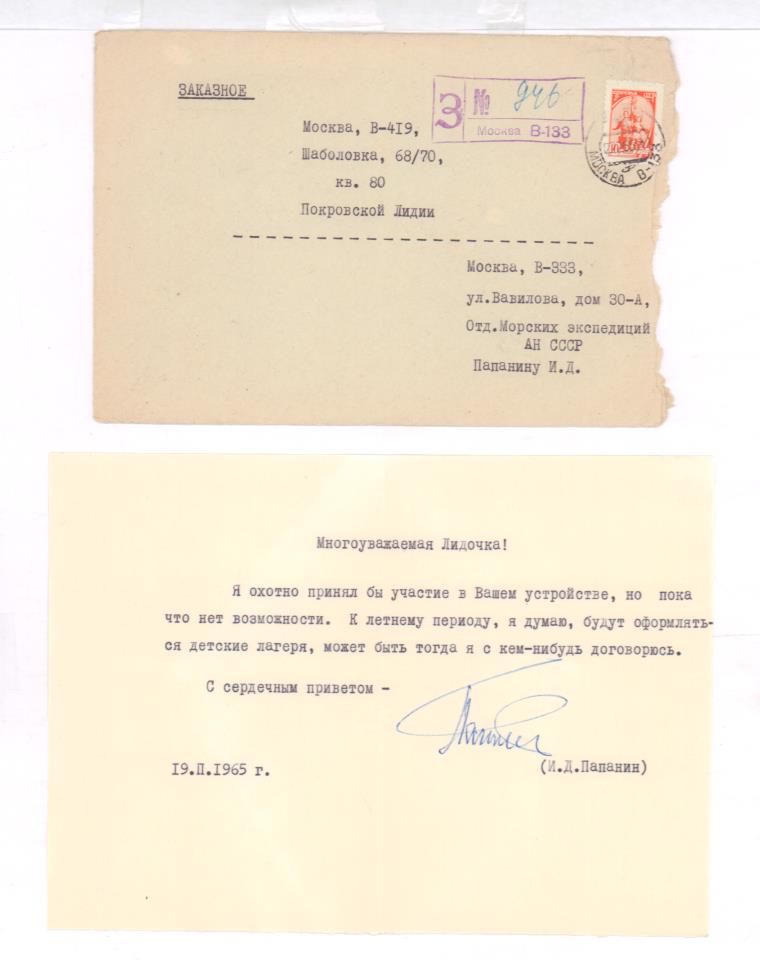 ЗАКАЗНОЕ
З № 946
Москва В-133
Москва, В-419,
Шаболовка, 68/70,
кв. 80
Покровской Лидии
МОСКВА В-133
Москва, В-333,
ул.Вавилова, дом 30-А,
Отд.Морских экспедиций
АН СССР
Папанину И.Д.
Многоуважаемая Лидочка!
Я охотно принял бы участие в Вашем устройстве, но пока
что нет возможности. К летнему периоду, я думаю, будут оформлять-
ся детские лагеря, может быть тогда я с кем-нибудь договорюсь.
С сердечным приветом -
19.П.1965 г.
(И.Д.Папанин)